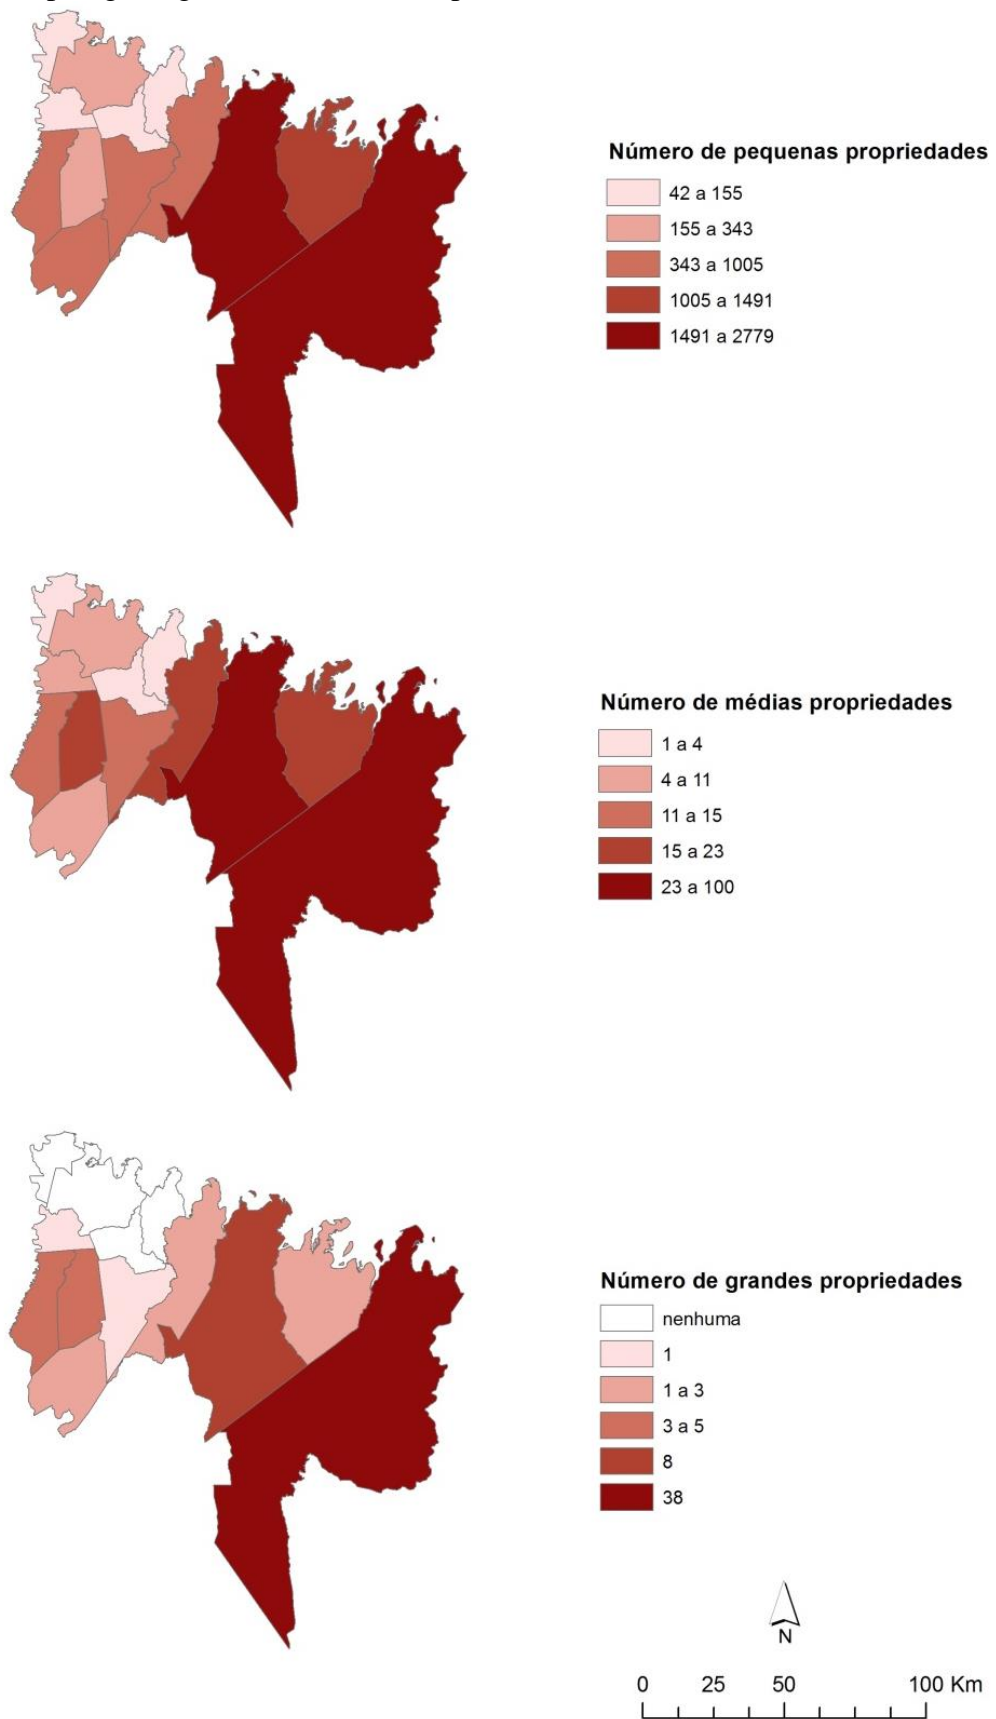 Número de pequenas propriedades
42 a 155
155 a 343
343 a 1005
1005 a 1491
1491 a 2779
Número de médias propriedades
1 a 4
4 a 11
11 a 15
15 a 23
23 a 100
Número de grandes propriedades
nenhuma
1
1 a 3
3 a 5
8
38
N
0 25 50 100 Km